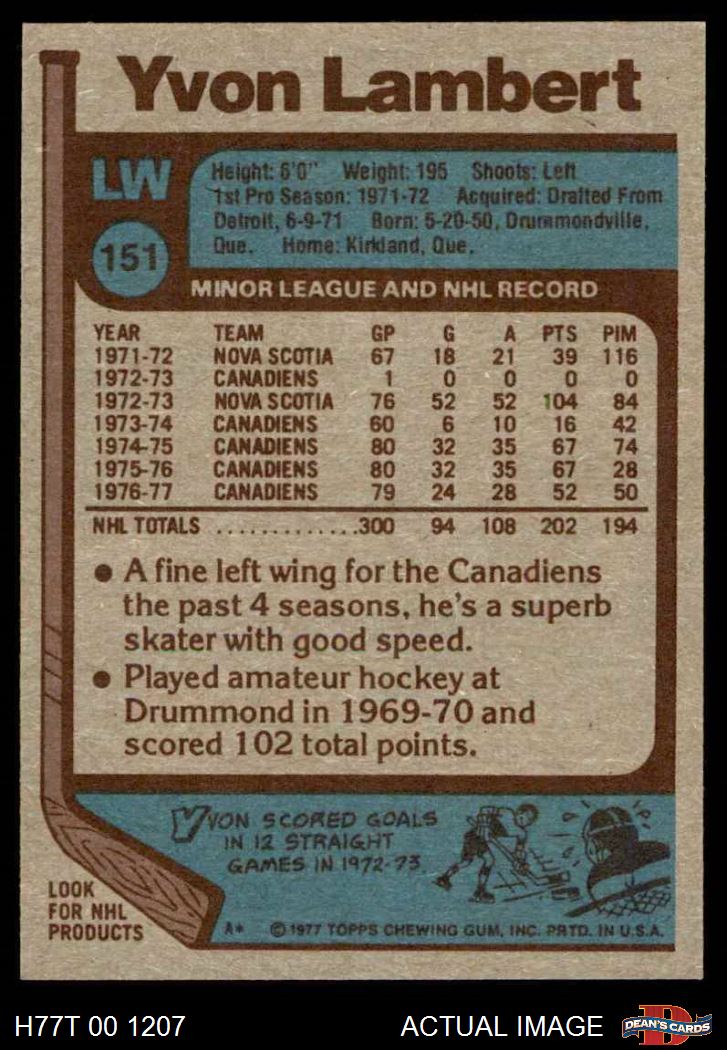 Yvon Lambert
LW
151
Height: 6'0" Weight: 195 Shoots: Left
1st Pro Season: 1971-72 Acquired: Drafted From
Detroit, 6-9-71 Born: 5-20-50, Drummondville,
Que. Home: Kirkland, Que.
MINOR LEAGUE AND NHL RECORD
YEAR TEAM GP G A PTS PIM
1971-72 NOVA SCOTIA 67 18 21 39 116
1972-73 CANADIENS 1 0 0 0 0
1972-73 NOVA SCOTIA 76 52 52 104 84
1973-74 CANADIENS 60 6 10 16 42
1974-75 CANADIENS 80 32 35 67 74
1975-76 CANADIENS 80 32 35 67 28
1976-77 CANADIENS 79 24 28 52 50
NHL TOTALS .............300 94 108 202 194
● A fine left wing for the Canadiens
the past 4 seasons, he's a superb
skater with good speed.
● Played amateur hockey at
Drummond in 1969-70 and
scored 102 total points.
YVON SCORED GOALS
IN 12 STRAIGHT
GAMES IN 1972-73.
LOOK
FOR NHL
PRODUCTS
A* ©1977 TOPPS CHEWING GUM, INC. PRTD. IN U.S.A.
H77T 00 1207 ACTUAL IMAGE
D
DEAN'S CARDS